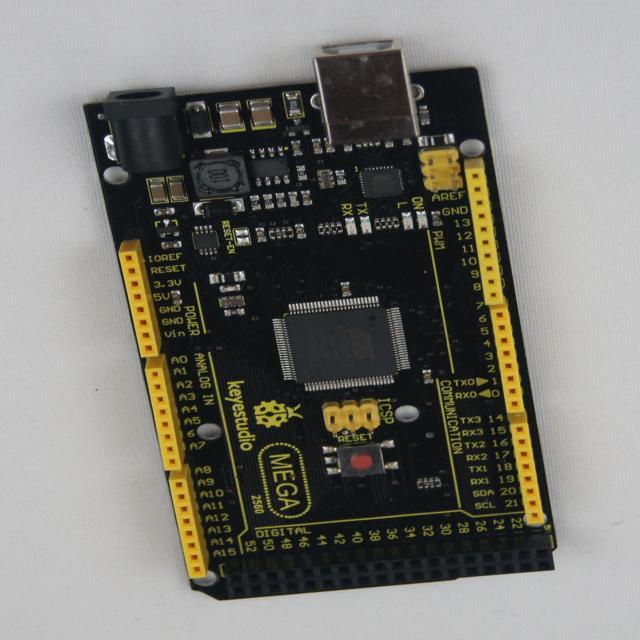 AREF
GND
13
12
11
10
9
8
PWM
7
6
5
4
3
2
TX0 1
RX0 0
COMMUNICATION
TX3 14
RX3 15
TX2 16
RX2 17
TX1 18
RX1 19
SDA 20
SCL 21
RX
TX
L
ON
RESET-EN
IOREF
RESET
3.3V
5V
GND
GND
Vin
POWER
A0
A1
A2
A3
A4
A5
A6
A7
ANALOG IN
A8
A9
A10
A11
A12
A13
A14
A15
keyestudio
MEGA
2560
ICSP
RESET
DIGITAL
52 50 48 46 44 42 40 38 36 34 32 30 28 26 24 22